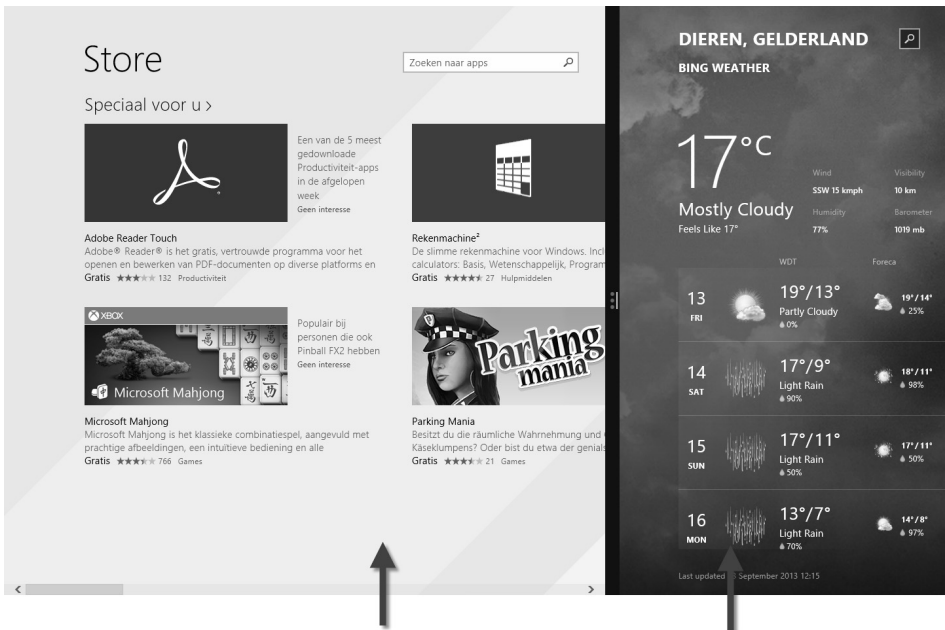 Store
Zoeken naar apps
Speciaal voor u >
Een van de 5 meest
gedownloade
Productiviteit-apps
in de afgelopen
week
Geen interesse
Adobe Reader Touch
Adobe® Reader® is het gratis, vertrouwde programma voor het
openen en bewerken van PDF-documenten op diverse platforms en
Gratis 132 Productiviteit
Rekenmachine²
De slimme rekenmachine voor Windows. Incl
calculators: Basis, Wetenschappelijk, Program
Gratis 27 Hulpmiddelen
XBOX
Microsoft Mahjong
Populair bij
personen die ook
Pinball FX2 hebben
Geen interesse
Microsoft Mahjong
Microsoft Mahjong is het klassieke combinatiespel, aangevuld met
prachtige afbeeldingen, een intuïtieve bediening en alle
Gratis 766 Games
Parking
mania
Parking Mania
Besitzt du die räumliche Wahrnehmung und
Käseklumpens? Oder bist du etwa der genials
Gratis 21 Games
DIEREN, GELDERLAND
BING WEATHER
17°C
Mostly Cloudy
Feels Like 17°
Wind
SSW 15 kmph
Visibility
10 km
Humidity
77%
Barometer
1019 mb
WDT Foreca
13
FRI
19°/13°
Partly Cloudy
0%
19°/14°
25%
14
SAT
17°/9°
Light Rain
90%
18°/11°
98%
15
SUN
17°/11°
Light Rain
50%
17°/11°
50%
16
MON
13°/7°
Light Rain
70%
14°/8°
97%
Last updated September 2013 12:15